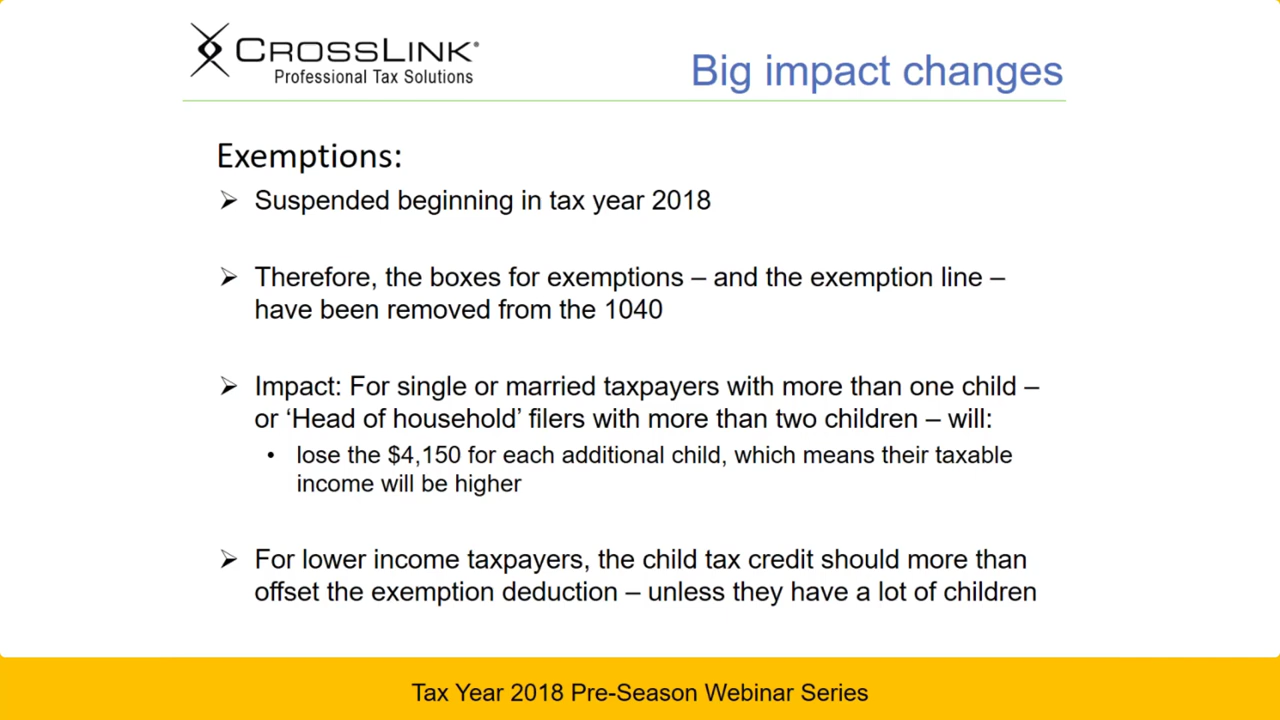 CROSSLINK®
Professional Tax Solutions
Big impact changes
Exemptions:
➢ Suspended beginning in tax year 2018
➢ Therefore, the boxes for exemptions – and the exemption line –
have been removed from the 1040
➢ Impact: For single or married taxpayers with more than one child –
or ‘Head of household’ filers with more than two children – will:
• lose the $4,150 for each additional child, which means their taxable
income will be higher
➢ For lower income taxpayers, the child tax credit should more than
offset the exemption deduction – unless they have a lot of children
Tax Year 2018 Pre-Season Webinar Series